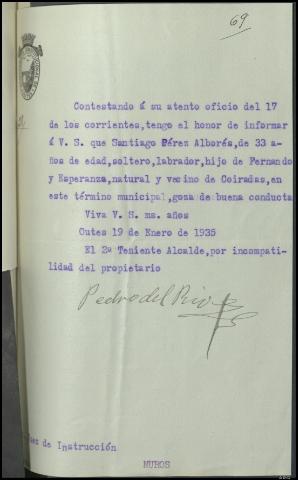 69
Contestando á su atento oficio del 17
de los corrientes,tengo el honor de informar
á V. S. que Santiago Pérez Alborés, de 33 a-
ños de edad,soltero,labrador,hijo de Fernando
y Esperanza,natural y vecino de Coiradas,en
este término municipal,goza de buena conducta
Viva V. S. ms. años
Outes 19 de Enero de 1935
El 2º Teniente Alcalde,por incompati-
lidad del propietario
Pedro del Rio
de Instrucción
MUROS